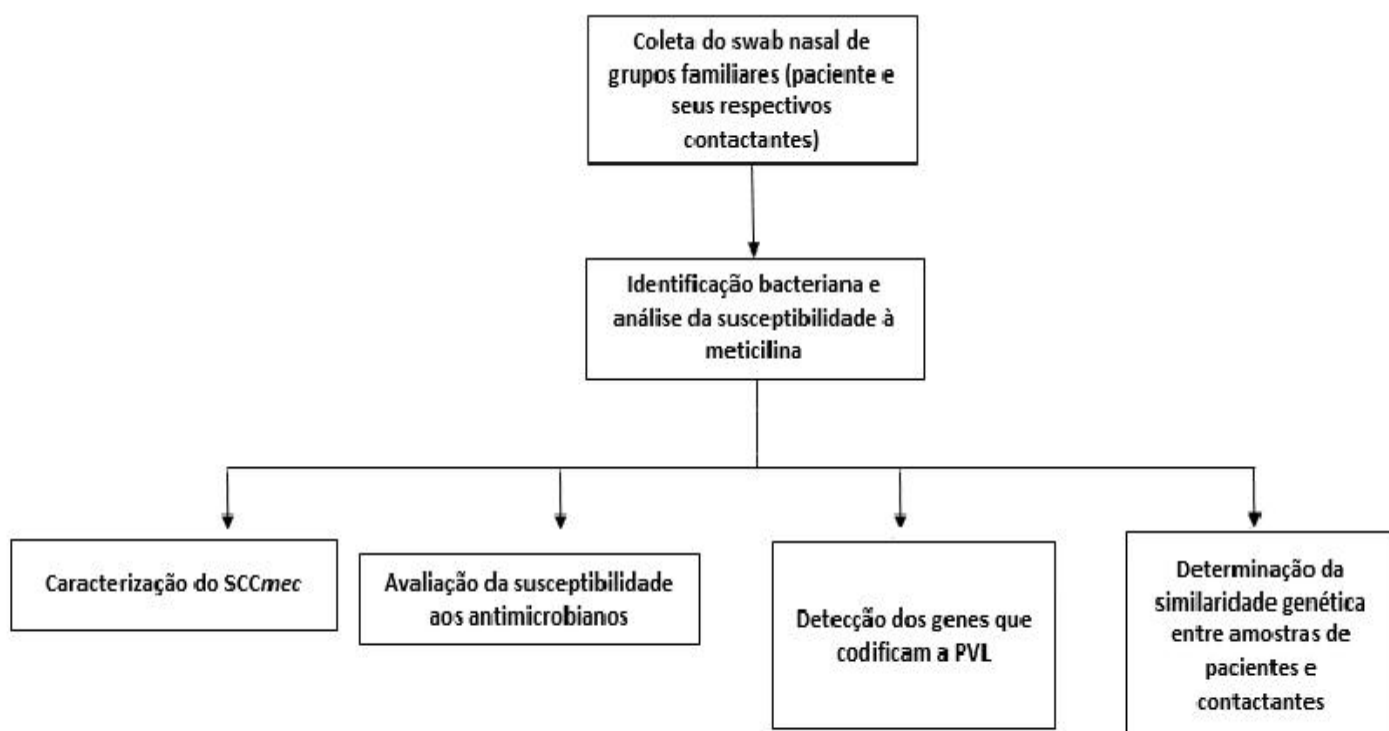 Coleta do swab nasal de
grupos familiares (paciente e
seus respectivos
contactantes)
Identificação bacteriana e
análise da susceptibilidade à
meticilina
Caracterização do SCCmec
Avaliação da susceptibilidade
aos antimicrobianos
Detecção dos genes que
codificam a PVL
Determinação da
similaridade genética
entre amostras de
pacientes e
contactantes